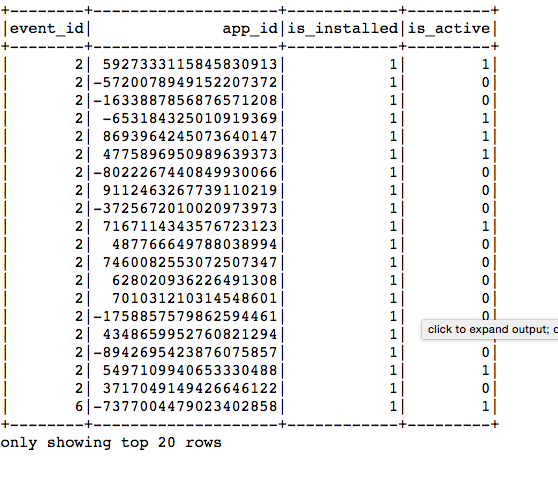 +--------+--------------------+------------+---------+
|event_id|              app_id|is_installed|is_active|
+--------+--------------------+------------+---------+
|       2| 5927333115845830913|           1|        1|
|       2|-5720078949152207372|           1|        0|
|       2|-1633887856876571208|           1|        0|
|       2| -653184325010919369|           1|        1|
|       2| 8693964245073640147|           1|        1|
|       2| 4775896950989639373|           1|        1|
|       2|-8022267440849930066|           1|        0|
|       2| 9112463267739110219|           1|        0|
|       2|-3725672010020973973|           1|        0|
|       2| 7167114343576723123|           1|        1|
|       2|  487766649788038994|           1|        0|
|       2| 7460082553072507347|           1|        0|
|       2|  628020936226491308|           1|        0|
|       2|  701031210314548601|           1|        0|
|       2|-1758857579862594461|           1|        0|
|       2| 4348659952760821294|           1|
click to expand output;
|       2|-8942695423876075857|           1|        0|
|       2| 5497109940653330488|           1|        1|
|       2| 3717049149426646122|           1|        0|
|       6|-7377004479023402858|           1|        1|
+--------+--------------------+------------+---------+
only showing top 20 rows